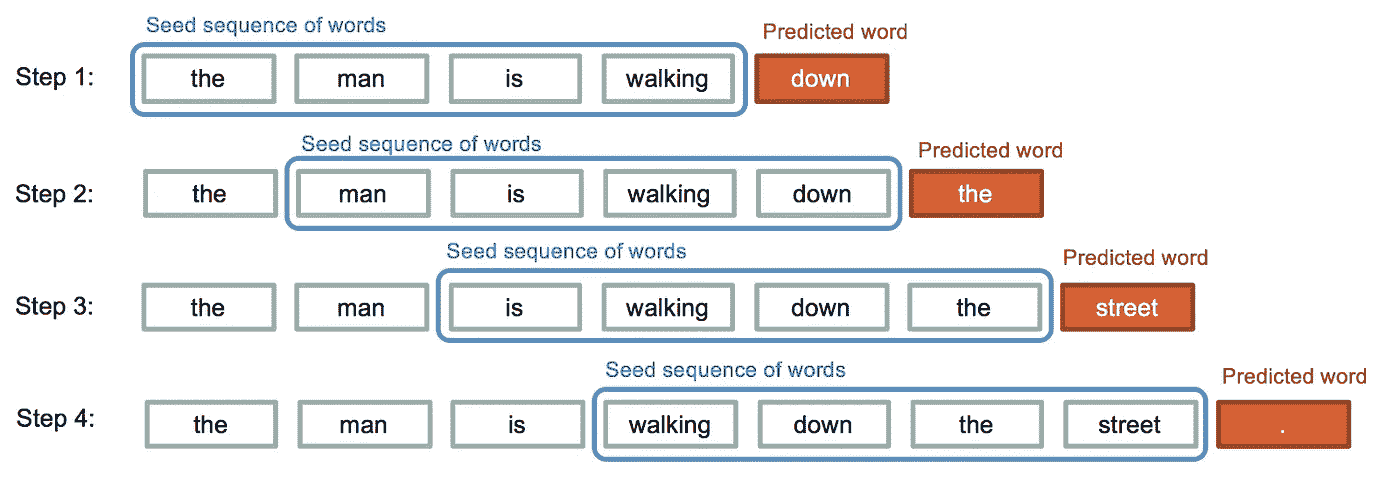 Seed sequence of words
Predicted word
Step 1: the man is walking down
Seed sequence of words
Predicted word
Step 2: the man is walking down the
Seed sequence of words
Predicted word
Step 3: the man is walking down the street
Seed sequence of words
Predicted word
Step 4: the man is walking down the street .